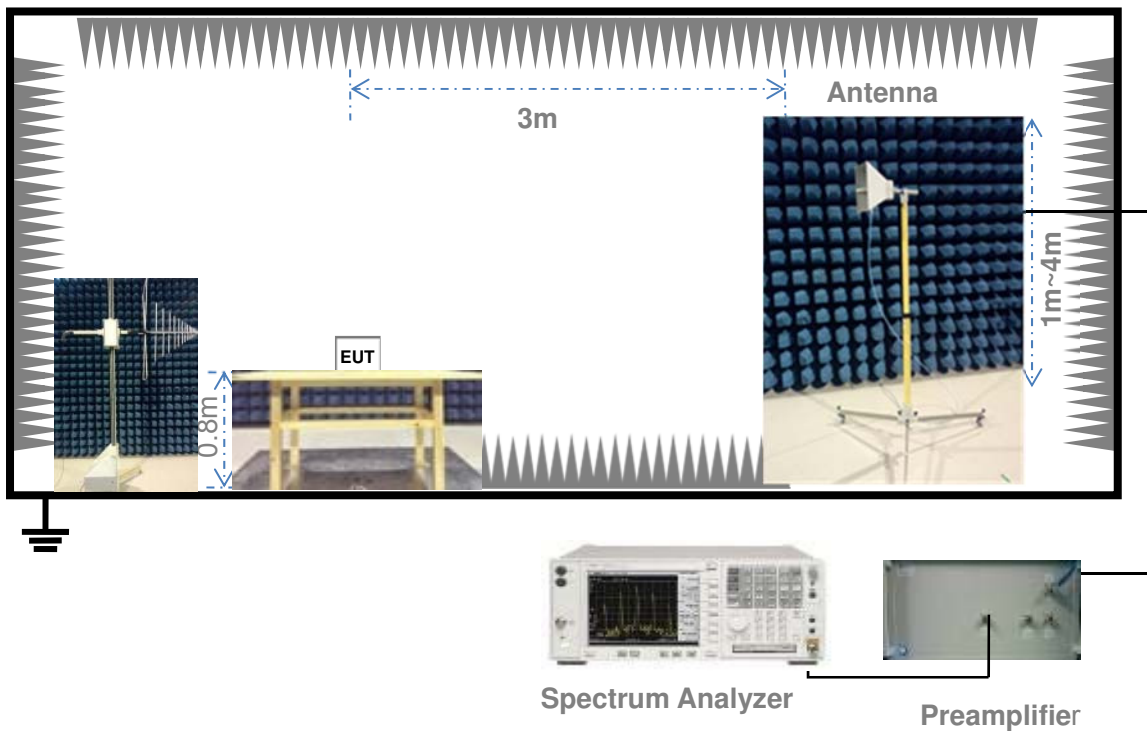 Antenna
3m
1m~4m
EUT
0.8m
Spectrum Analyzer
Preamplifier